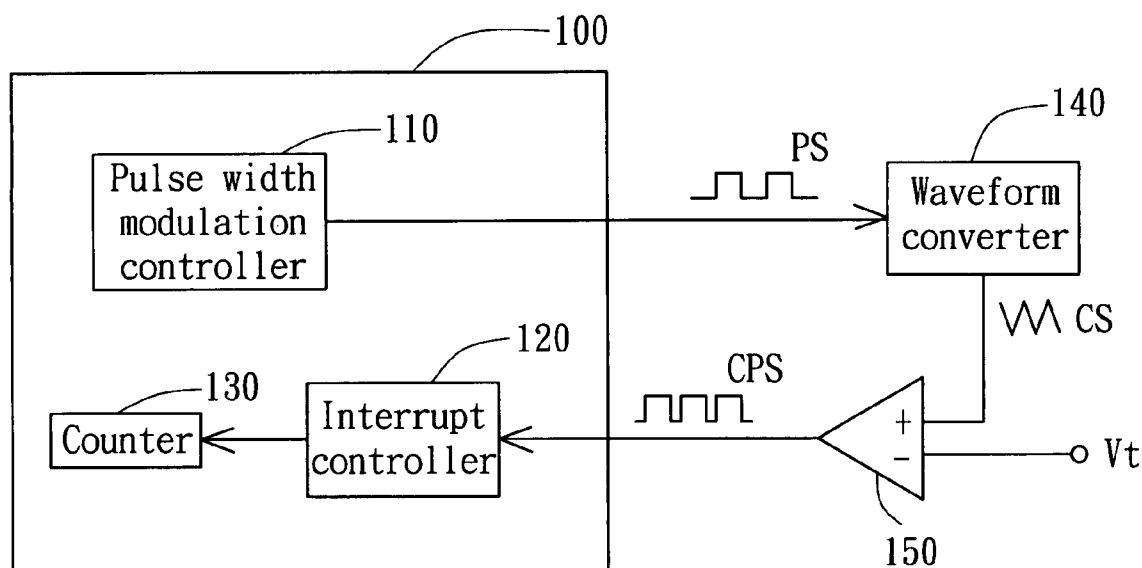 100
110
Pulse width
modulation
controller
PS
140
Waveform
converter
CS
120
130
Counter
Interrupt
controller
CPS
+
−
Vt
150